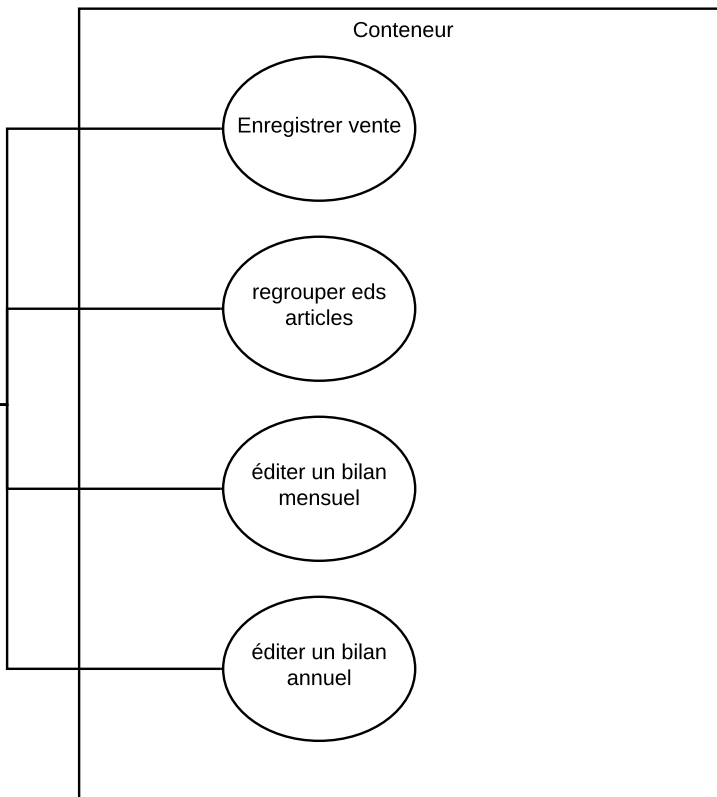 Conteneur
Enregistrer vente
regrouper eds
articles
éditer un bilan
mensuel
éditer un bilan
annuel